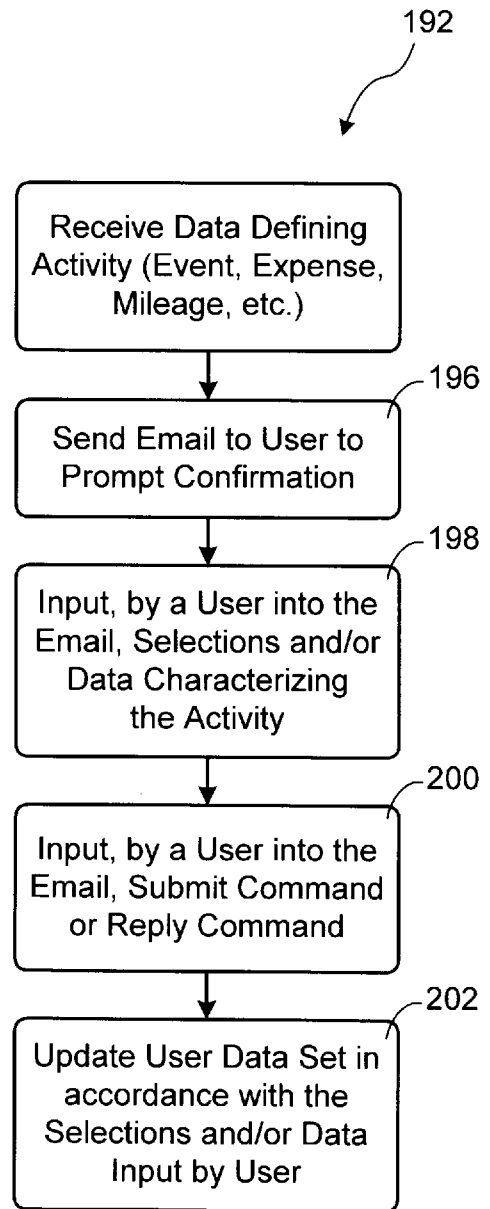 192
Receive Data Defining
Activity (Event, Expense,
Mileage, etc.)
196
Send Email to User to
Prompt Confirmation
198
Input, by a User into the
Email, Selections and/or
Data Characterizing
the Activity
200
Input, by a User into the
Email, Submit Command
or Reply Command
202
Update User Data Set in
accordance with the
Selections and/or Data
Input by User